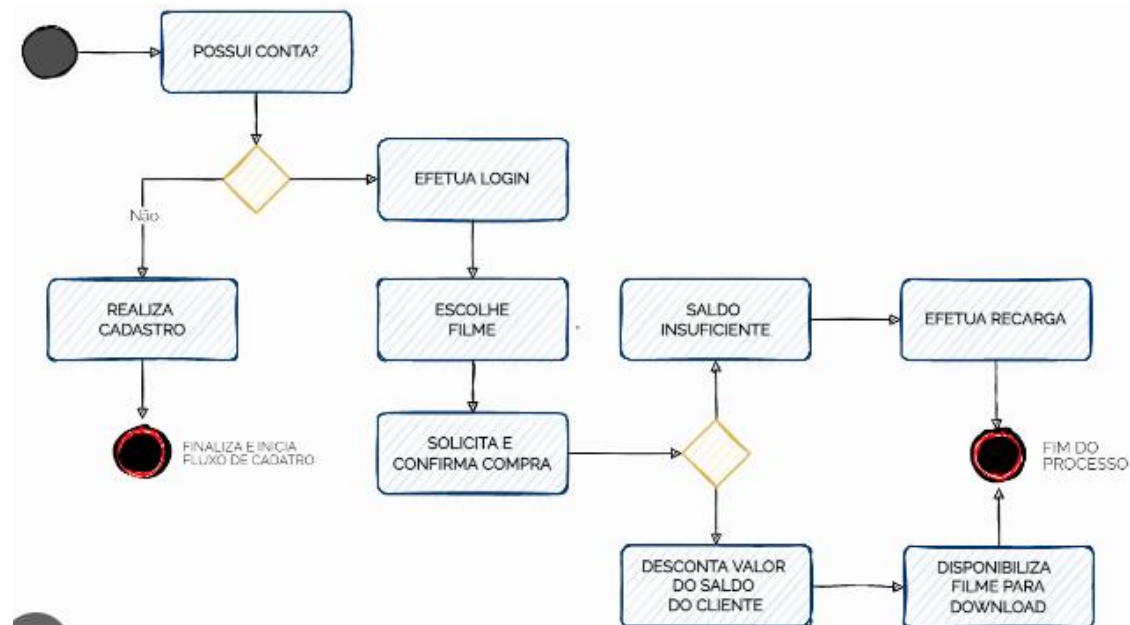 POSSUI CONTA?
EFETUA LOGIN
Não
REALIZA
CADASTRO
ESCOLHE
FILME
SALDO
INSUFICIENTE
EFETUA RECARGA
FINALIZA E INICIA
FLUXO DE CADATRO
SOLICITA E
CONFIRMA COMPRA
FIM DO
PROCESSO
DESCONTA VALOR
DO SALDO
DO CLIENTE
DISPONIBILIZA
FILME PARA
DOWNLOAD